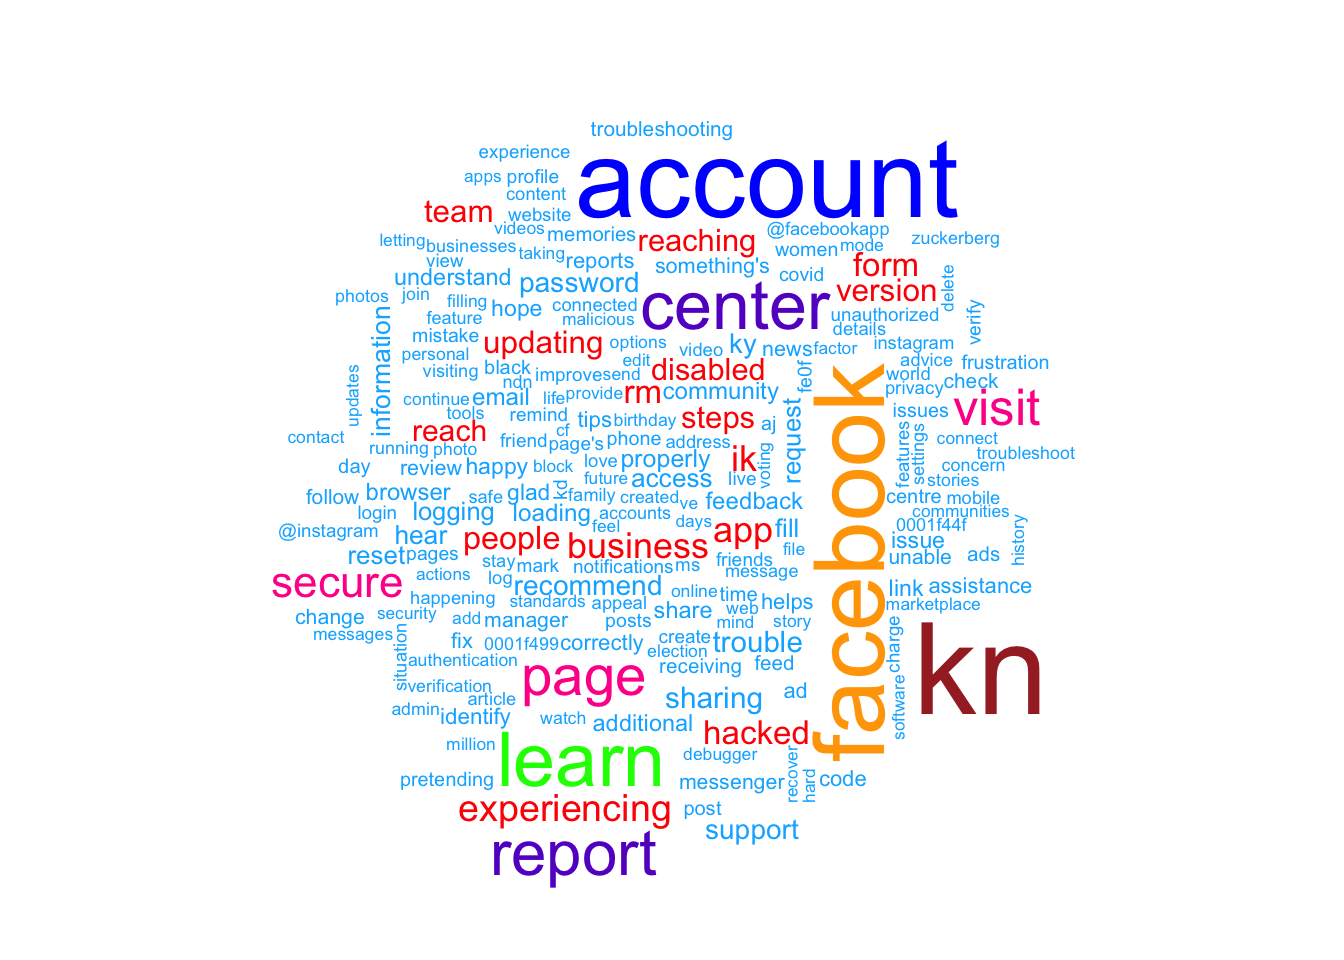 troubleshooting
experience
account
apps
profile
content
team
website
videos
memories
reaching
@facebookapp
women
mode
zuckerberg
letting
businesses
view
taking
reports
something's
covid
form
understand
password
version
delete
photos
join
filling
hope
connected
center
unauthorized
feature
malicious
details
verify
information
mistake
updating
options
video
ky
news
factor
instagram
personal
black
edit
disabled
fe0f
advice
frustration
visiting
ndn
improve
send
world
check
updates
continue
email
life
provide
rm
community
privacy
visit
tools
remind
cf
tips
birthday
steps
aj
request
facebook
issues
contact
reach
friend
page's
phone
address
ik
features
settings
connect
running
photo
troubleshoot
day
review
happy
block
love
properly
voting
concern
future
access
live
stories
follow
browser
safe
glad
kd
family
created
ve
feedback
centre
mobile
login
logging
loading
accounts
communities
@instagram
hear
feel
days
app
fill
0001f44f
history
people
business
file
issue
reset
pages
stay
mark
notifications
ms
friends
unable
ads
secure
actions
log
recommend
message
link
assistance
happening
standards
appeal
online
time
helps
marketplace
change
security
add
manager
posts
share
web
mind
story
messages
fix
0001f499
correctly
create
election
trouble
charge
kn
situation
authentication
page
receiving
feed
verification
article
sharing
ad
software
admin
identify
watch
additional
hacked
million
learn
debugger
recover
hard
pretending
messenger
code
experiencing
post
support
report